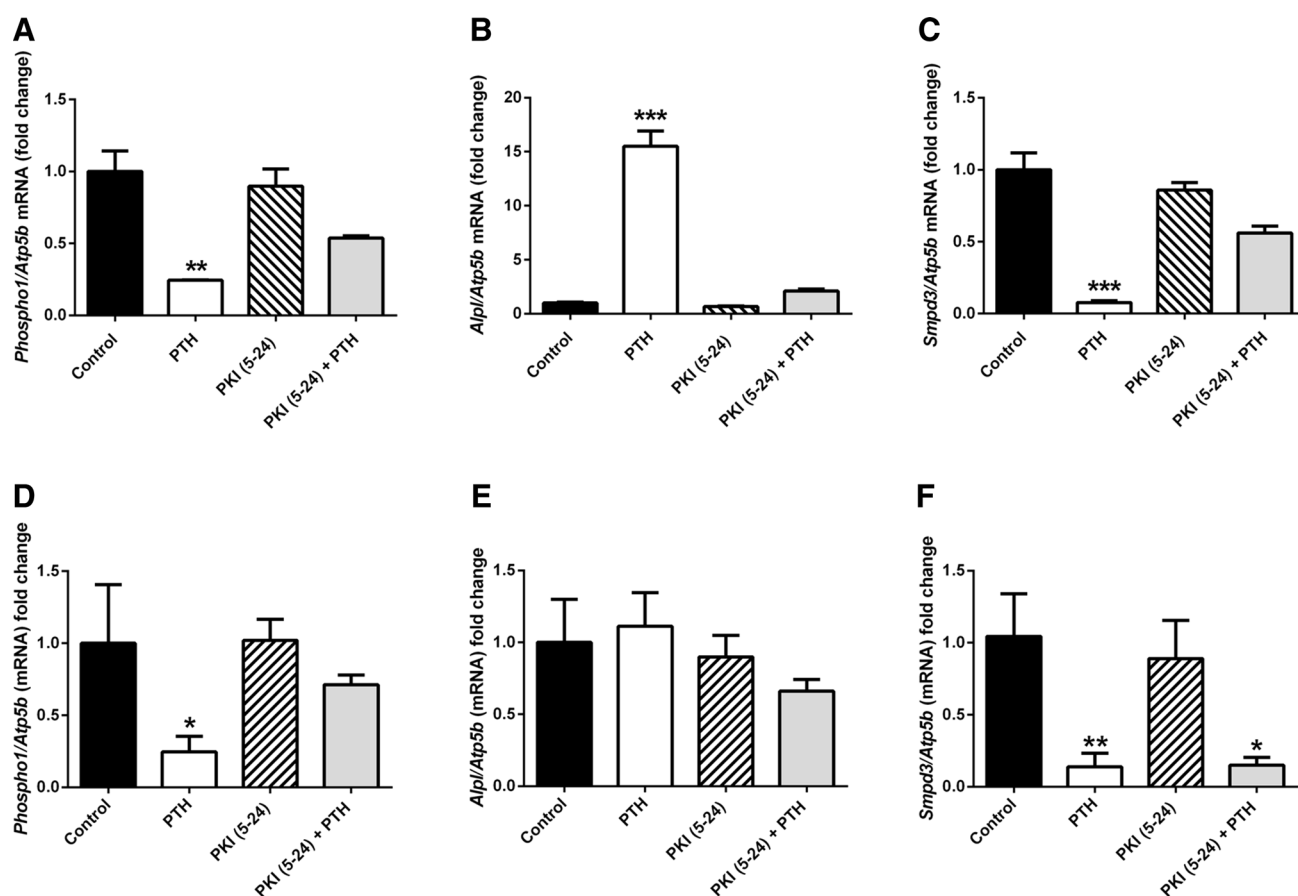 A
Phospho1/Atp5b mRNA (fold change)
1.5
1.0
0.5
0.0
**
Control
PTH
PKI (5-24)
PKI (5-24) + PTH
B
Alpl/Atp5b mRNA (fold change)
20
15
10
5
0
***
Control
PTH
PKI (5-24)
PKI (5-24) + PTH
C
Smpd3/Atp5b mRNA (fold change)
1.5
1.0
0.5
0.0
***
Control
PTH
PKI (5-24)
PKI (5-24) + PTH
D
Phospho1/Atp5b (mRNA) fold change
1.5
1.0
0.5
0.0
*
Control
PTH
PKI (5-24)
PKI (5-24) + PTH
E
Alpl/Atp5b (mRNA) fold change
1.5
1.0
0.5
0.0
Control
PTH
PKI (5-24)
PKI (5-24) + PTH
F
Smpd3/Atp5b (mRNA) fold change
1.5
1.0
0.5
0.0
**
*
Control
PTH
PKI (5-24)
PKI (5-24) + PTH